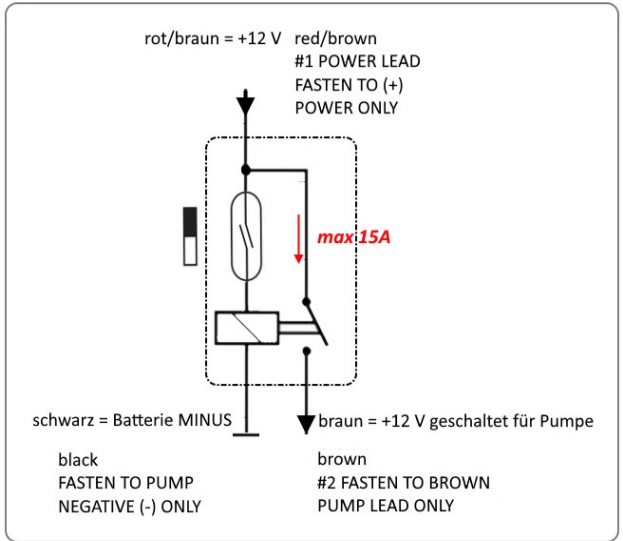 rot/braun = +12 V red/brown
#1 POWER LEAD
FASTEN TO (+)
POWER ONLY
max 15A
schwarz = Batterie MINUS
braun = +12 V geschaltet für Pumpe
black
FASTEN TO PUMP
NEGATIVE (-) ONLY
brown
#2 FASTEN TO BROWN
PUMP LEAD ONLY